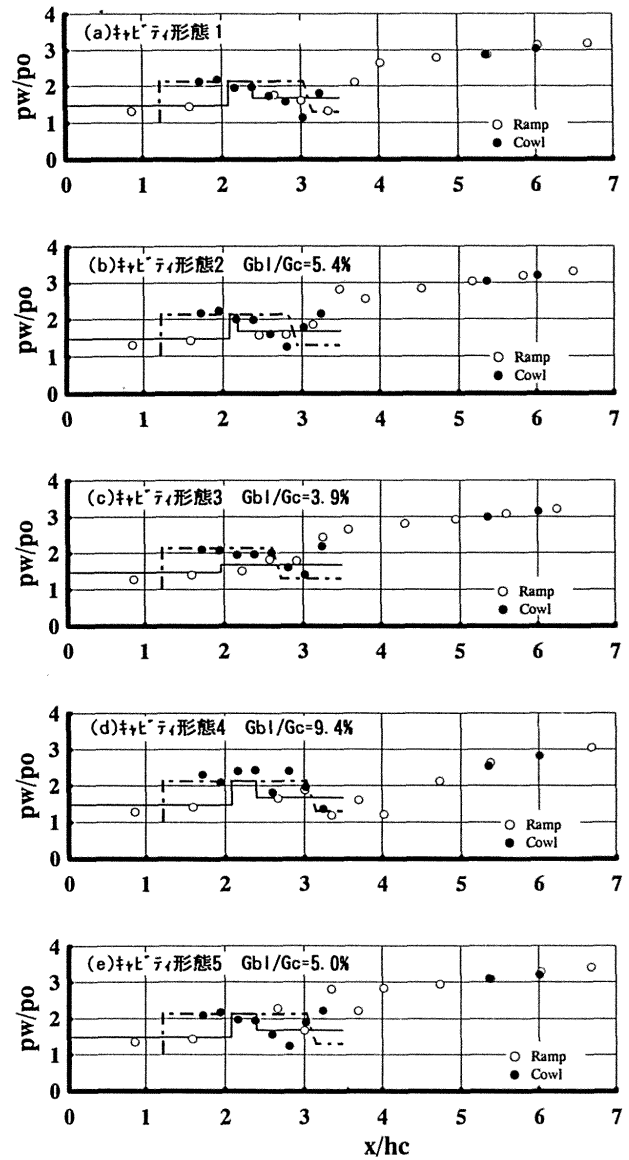 4
(a)ｷｬﾋﾞﾃｨ形態1
3
2
1
0
pw/po
○ Ramp
● Cowl
0 1 2 3 4 5 6 7
4
(b)ｷｬﾋﾞﾃｨ形態2 Gbl/Gc=5.4%
3
2
1
0
pw/po
○ Ramp
● Cowl
0 1 2 3 4 5 6 7
4
(c)ｷｬﾋﾞﾃｨ形態3 Gbl/Gc=3.9%
3
2
1
0
pw/po
○ Ramp
● Cowl
0 1 2 3 4 5 6 7
4
(d)ｷｬﾋﾞﾃｨ形態4 Gbl/Gc=9.4%
3
2
1
0
pw/po
○ Ramp
● Cowl
0 1 2 3 4 5 6 7
4
(e)ｷｬﾋﾞﾃｨ形態5 Gbl/Gc=5.0%
3
2
1
0
pw/po
○ Ramp
● Cowl
0 1 2 3 4 5 6 7
x/hc